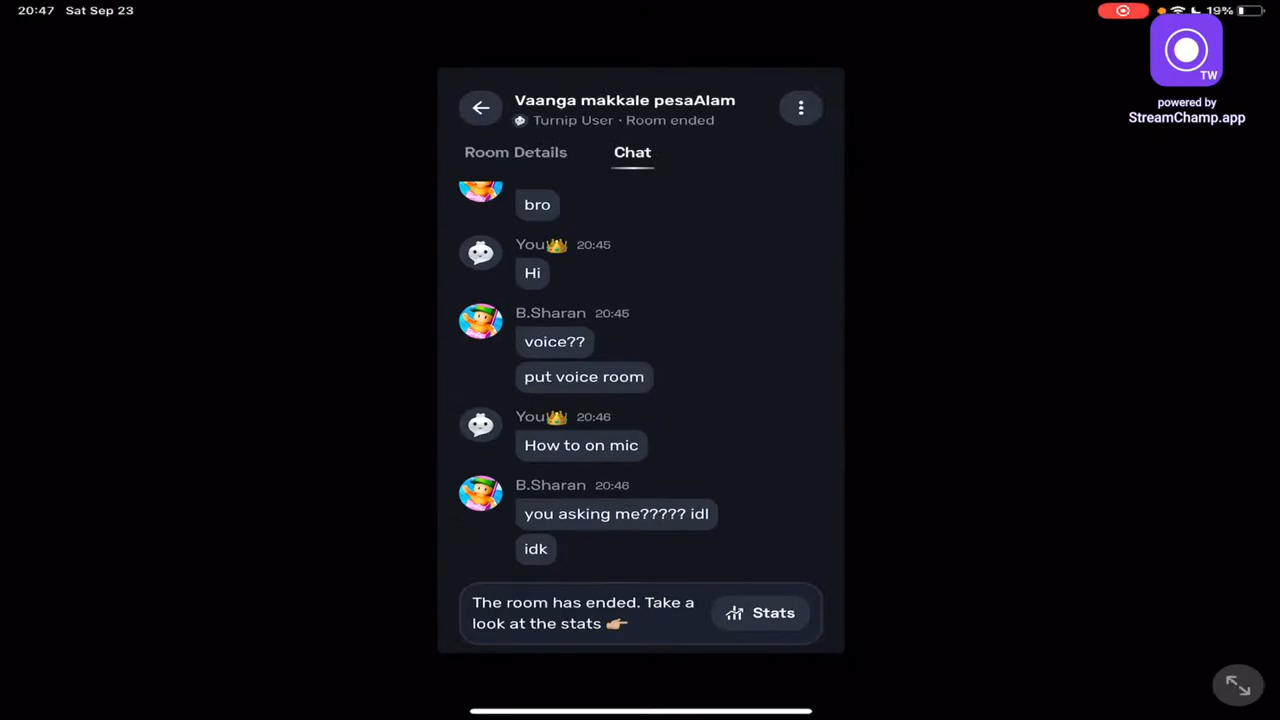 20:47 Sat Sep 23
19%
TW
powered by
StreamChamp.app
Vaanga makkale pesaAlam
Turnip User · Room ended
Room Details
Chat
bro
You👑 20:45
Hi
B.Sharan 20:45
voice??
put voice room
You👑 20:46
How to on mic
B.Sharan 20:46
you asking me????? idl
idk
The room has ended. Take a
look at the stats 👉🏼
Stats